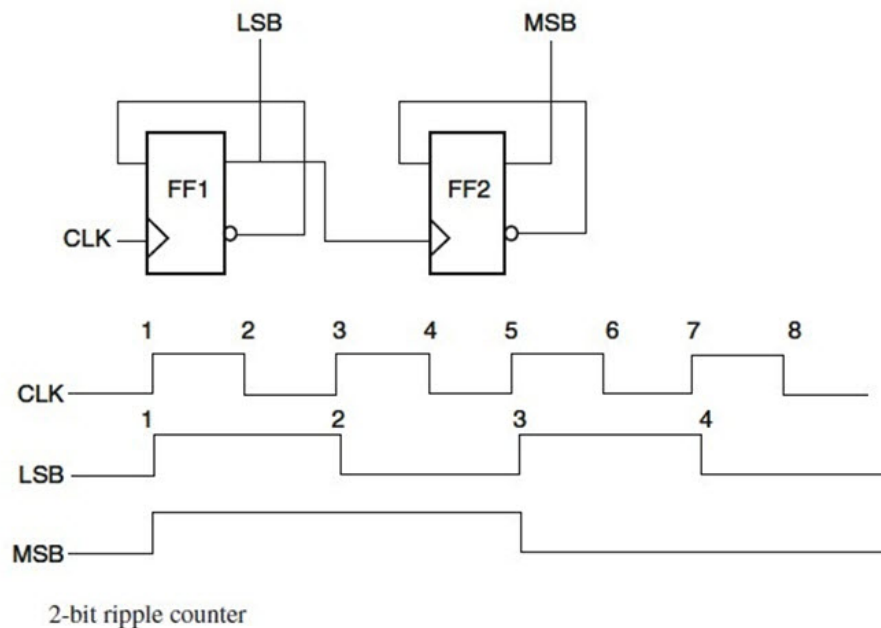 LSB MSB
FF1 FF2
CLK
1 2 3 4 5 6 7 8
CLK
1 2 3 4
LSB
MSB
2-bit ripple counter